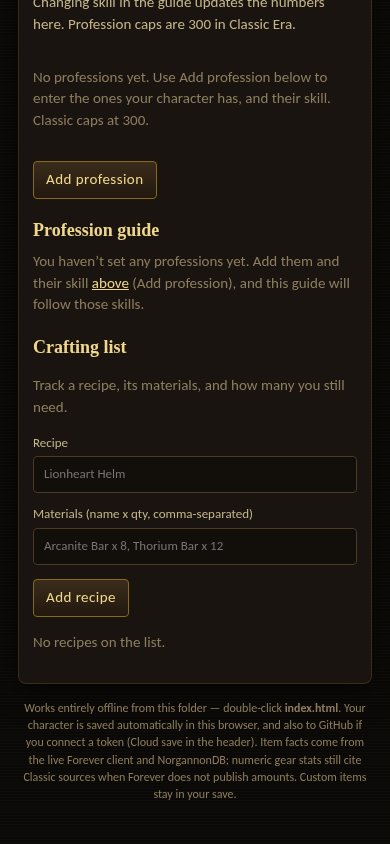 Changing skill in the guide updates the numbers
here. Profession caps are 300 in Classic Era.
No professions yet. Use Add profession below to
enter the ones your character has, and their skill.
Classic caps at 300.
Add profession
Profession guide
You haven’t set any professions yet. Add them and
their skill above (Add profession), and this guide will
follow those skills.
Crafting list
Track a recipe, its materials, and how many you still
need.
Recipe
Lionheart Helm
Materials (name x qty, comma-separated)
Arcanite Bar x 8, Thorium Bar x 12
Add recipe
No recipes on the list.
Works entirely offline from this folder — double-click index.html. Your
character is saved automatically in this browser, and also to GitHub if
you connect a token (Cloud save in the header). Item facts come from
the live Forever client and NorgannonDB; numeric gear stats still cite
Classic sources when Forever does not publish amounts. Custom items
stay in your save.